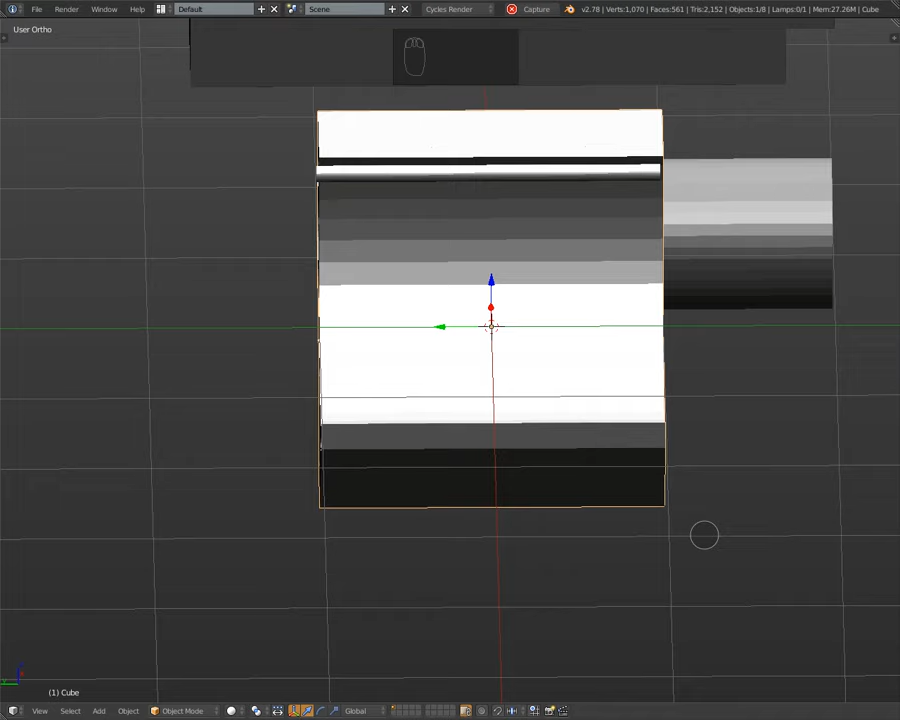 File Render Window Help Default Scene Cycles Render Capture v2.78 | Verts:1,070 | Faces:561 | Tris:2,152 | Objects:1/8 | Lamps:0/1 | Mem:27.26M | Cube
User Ortho
(1) Cube
View Select Add Object Object Mode Global